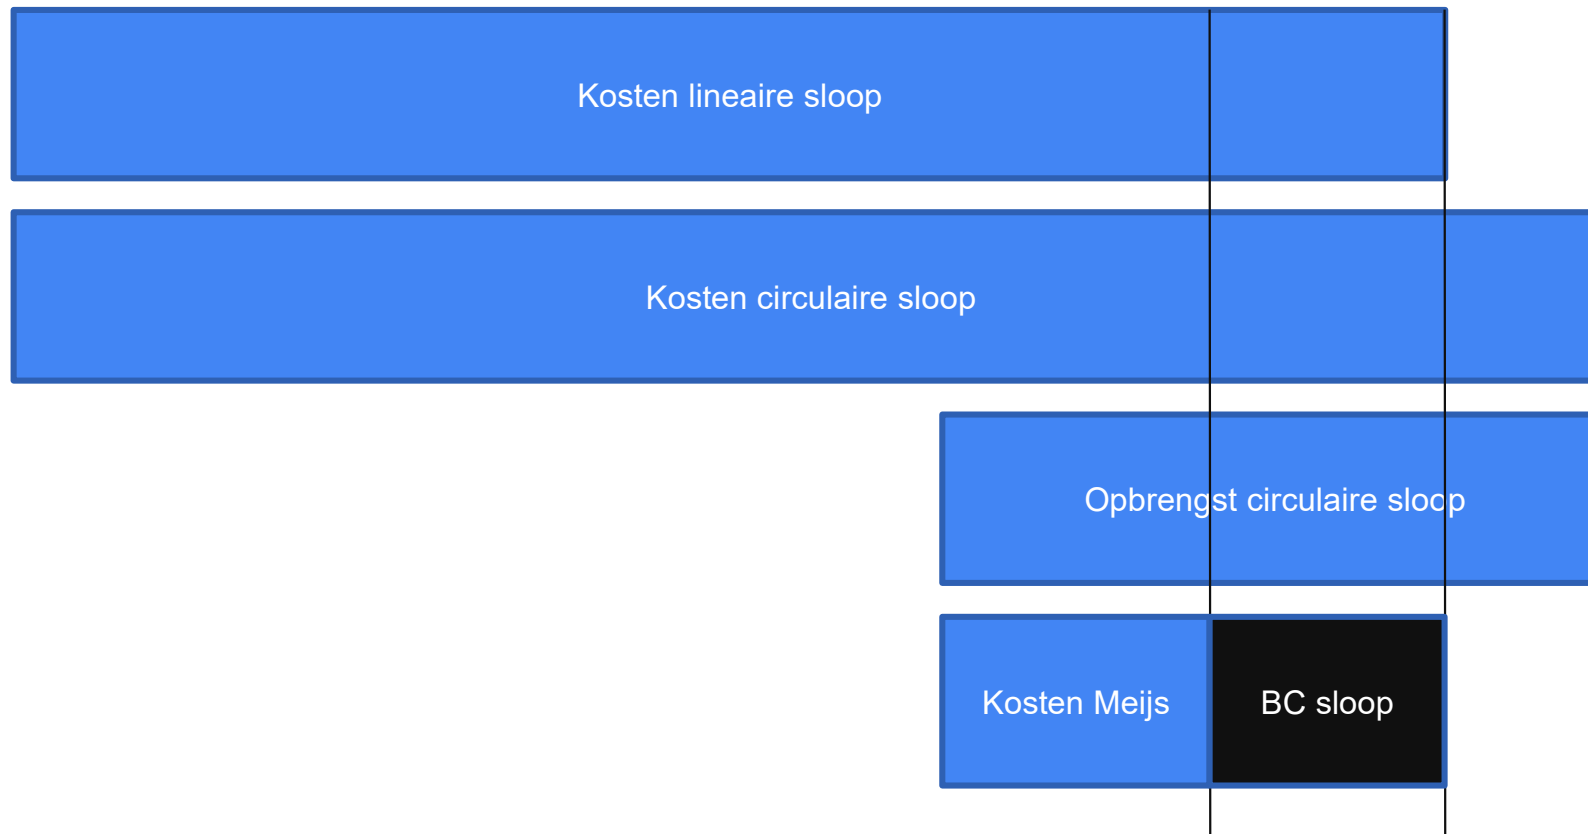 Kosten lineaire sloop
Kosten circulaire sloop
Opbrengst circulaire sloop
Kosten Meijs
BC sloop